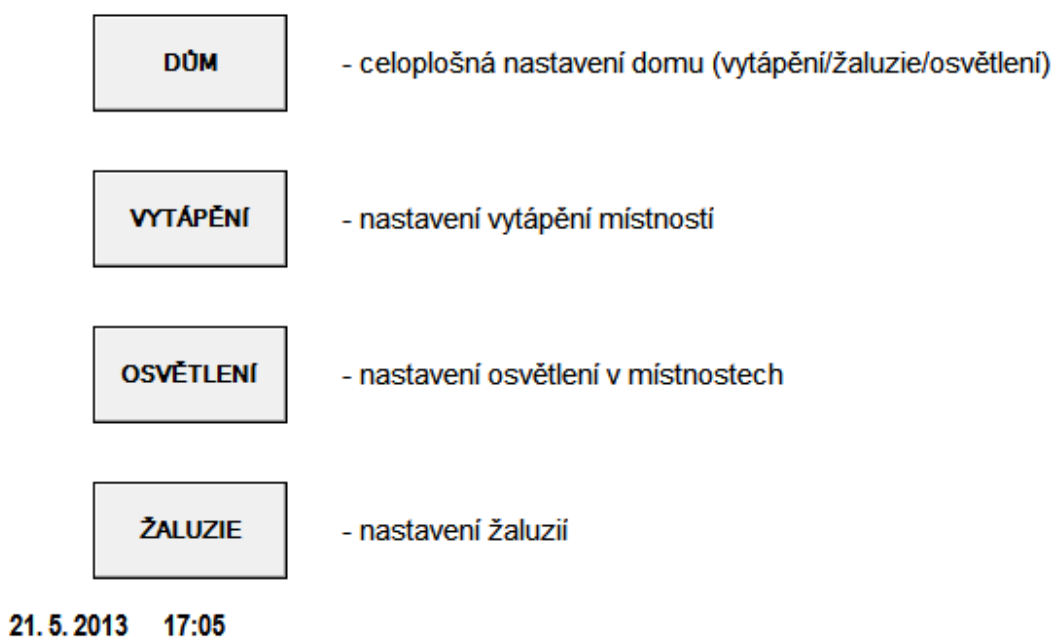 DŮM - celoplošná nastavení domu (vytápění/žaluzie/osvětlení)
VYTÁPĚNÍ - nastavení vytápění místností
OSVĚTLENÍ - nastavení osvětlení v místnostech
ŽALUZIE - nastavení žaluzií
21. 5. 2013 17:05